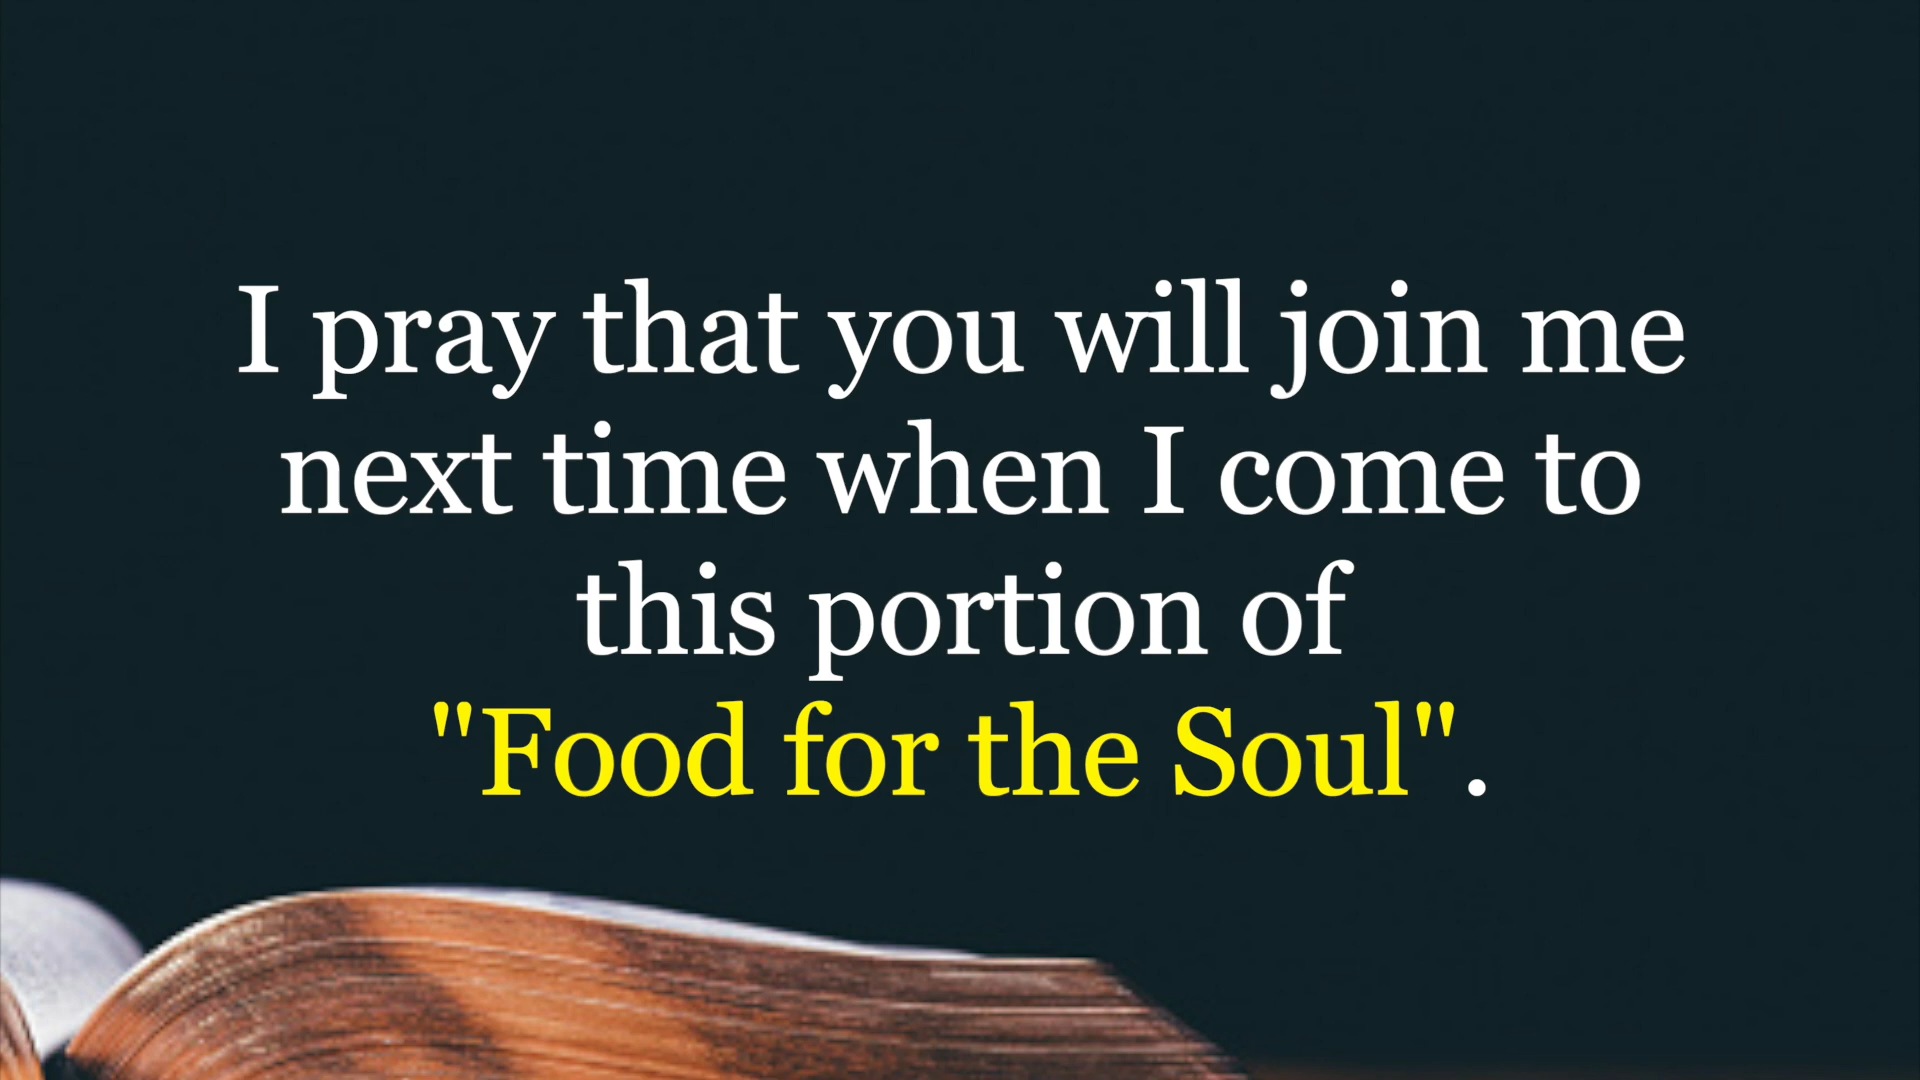 I pray that you will join me
next time when I come to
this portion of
"Food for the Soul".